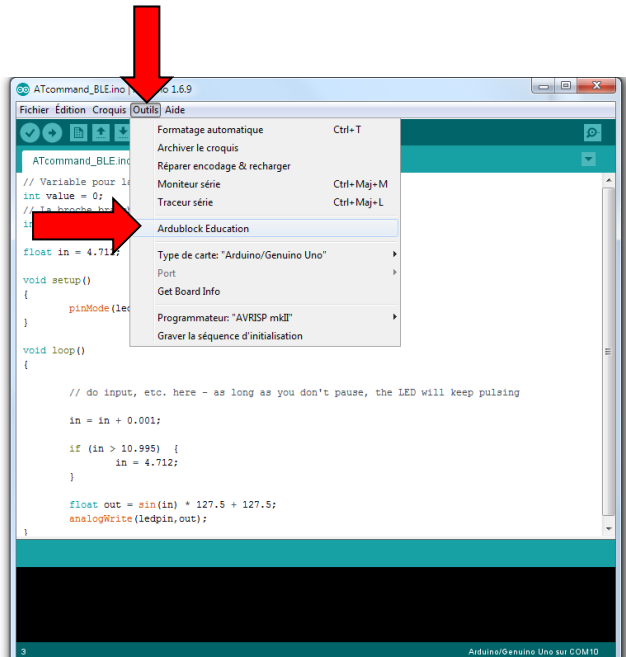 ATcommand_BLE.ino | 1.6.9
Fichier Édition Croquis Outils Aide
ATcommand_BLE.ino
Formatage automatique Ctrl+T
Archiver le croquis
Réparer encodage & recharger
Moniteur série Ctrl+Maj+M
Traceur série Ctrl+Maj+L
Ardublock Education
Type de carte: "Arduino/Genuino Uno"
Port
Get Board Info
Programmateur: "AVRISP mkII"
Graver la séquence d'initialisation
// Variable pour
int value = 0;
// La broche
float in = 4.712;
void setup()
{
pinMode(led
}
void loop()
{
// do input, etc. here - as long as you don't pause, the LED will keep pulsing
in = in + 0.001;
if (in > 10.995) {
in = 4.712;
}
float out = sin(in) * 127.5 + 127.5;
analogWrite(ledpin,out);
}
3 Arduino/Genuino Uno sur COM10